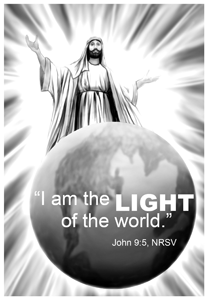 “I am the LIGHT
of the world.”
John 9:5, NRSV